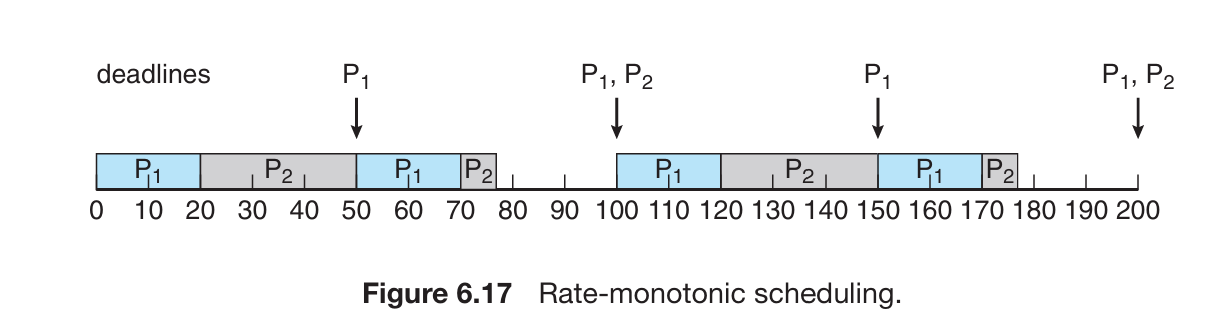 deadlines P₁ P₁, P₂ P₁ P₁, P₂
P₁ P₂ P₁ P₂ P₁ P₂ P₁ P₂
0 10 20 30 40 50 60 70 80 90 100 110 120 130 140 150 160 170 180 190 200
Figure 6.17 Rate-monotonic scheduling.